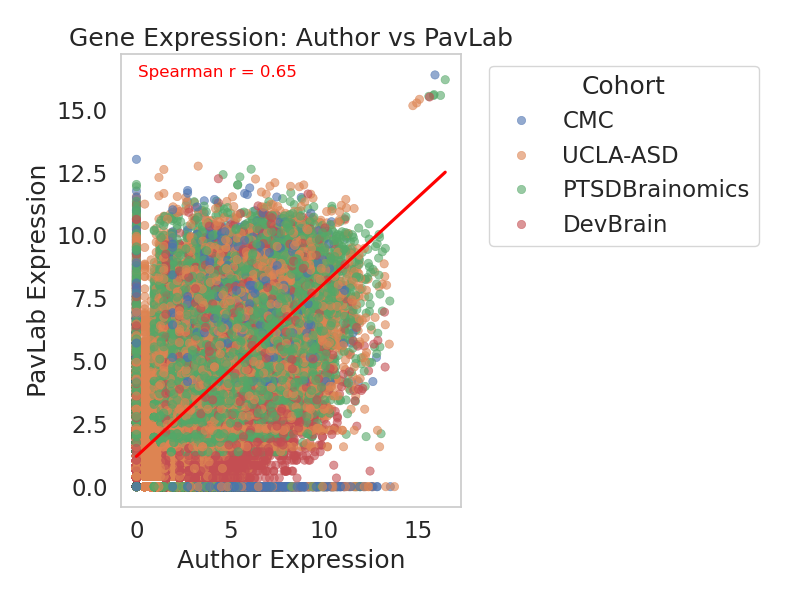 Gene Expression: Author vs PavLab
Spearman r = 0.65
Cohort
CMC
UCLA-ASD
PTSDBrainomics
DevBrain
PavLab Expression
15.0
12.5
10.0
7.5
5.0
2.5
0.0
0 5 10 15
Author Expression